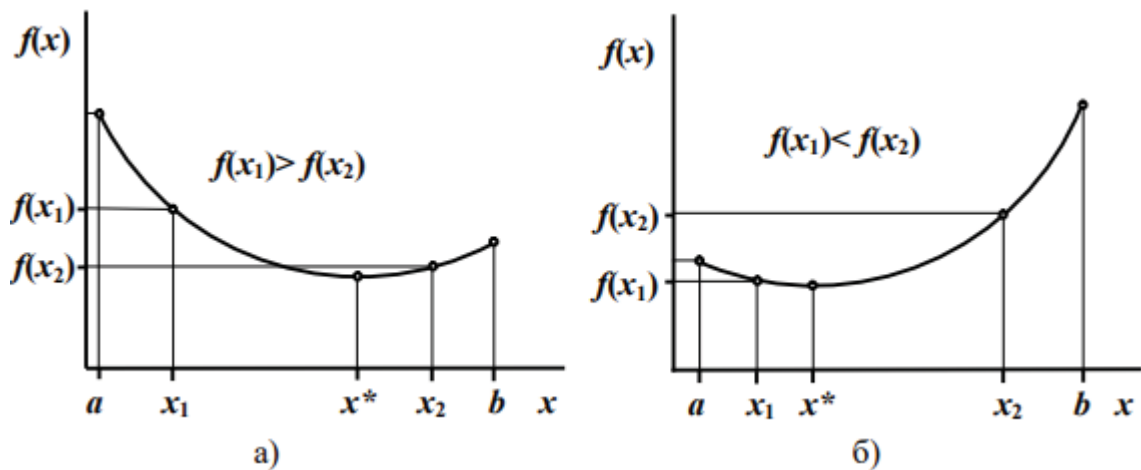 f(x)
f(x₁)> f(x₂)
f(x₁)
f(x₂)
a x₁ x* x₂ b x
а)
f(x)
f(x₁)< f(x₂)
f(x₂)
f(x₁)
a x₁ x* x₂ b x
б)